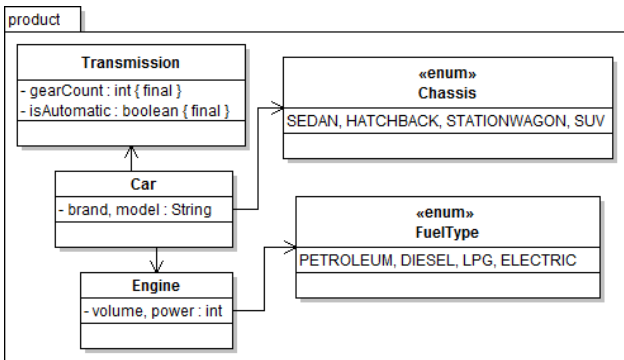 product
Transmission
- gearCount : int { final }
- isAutomatic : boolean { final }
«enum»
Chassis
SEDAN, HATCHBACK, STATIONWAGON, SUV
Car
- brand, model : String
«enum»
FuelType
PETROLEUM, DIESEL, LPG, ELECTRIC
Engine
- volume, power : int